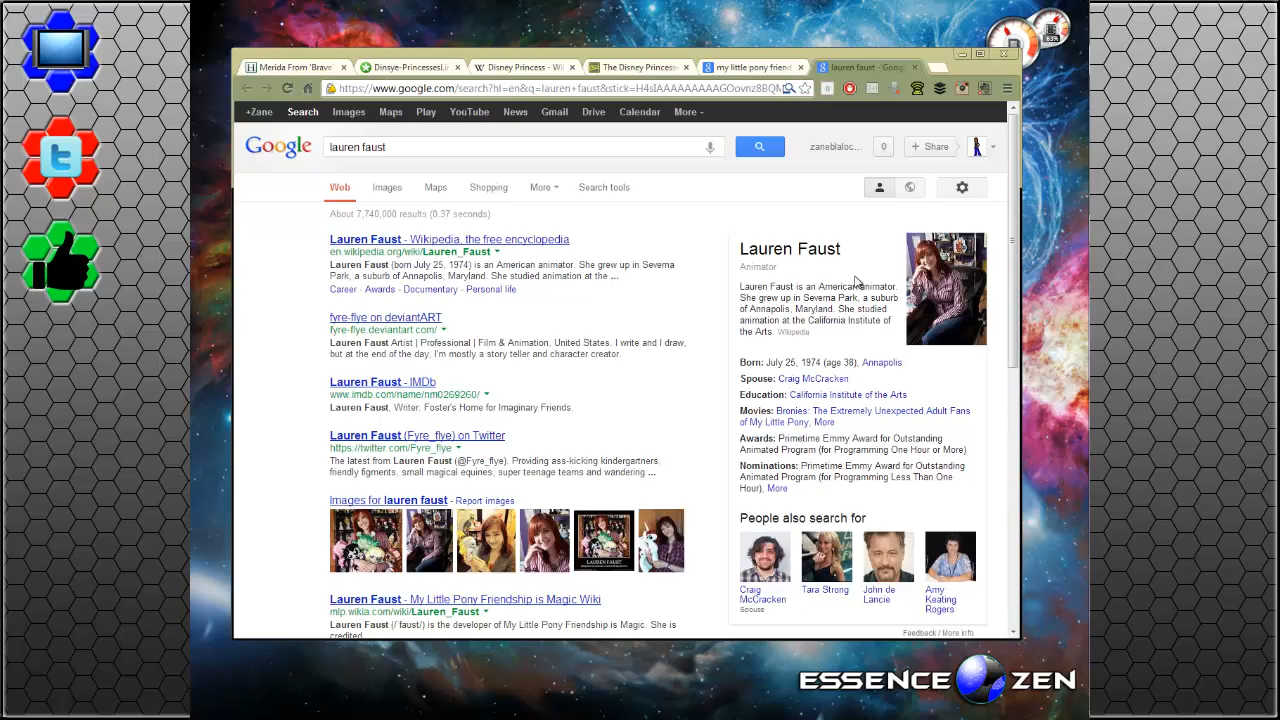 63%
Merida From 'Brave'
Dinsye-PrincessesLin
Disney Princess - Wi
The Disney Princess
my little pony friend
lauren faust - Goog
https://www.google.com/search?hl=en&q=lauren+faust&stick=H4sIAAAAAAAAAGOovnz8BQM
+Zane Search Images Maps Play YouTube News Gmail Drive Calendar More
Google
lauren faust
zaneblaloc...
0
+ Share
Web Images Maps Shopping More Search tools
About 7,740,000 results (0.37 seconds)
Lauren Faust - Wikipedia, the free encyclopedia
en.wikipedia.org/wiki/Lauren_Faust
Lauren Faust (born July 25, 1974) is an American animator. She grew up in Severna
Park, a suburb of Annapolis, Maryland. She studied animation at the ...
Career - Awards - Documentary - Personal life
fyre-flye on deviantART
fyre-flye.deviantart.com/
Lauren Faust Artist | Professional | Film & Animation. United States. I write and I draw,
but at the end of the day, I'm mostly a story teller and character creator.
Lauren Faust - IMDb
www.imdb.com/name/nm0269260/
Lauren Faust, Writer: Foster's Home for Imaginary Friends.
Lauren Faust (Fyre_flye) on Twitter
https://twitter.com/Fyre_flye
The latest from Lauren Faust (@Fyre_flye). Providing ass-kicking kindergartners,
friendly figments, small magical equines, super teenage teams and wandering ...
Images for lauren faust - Report images
LAUREN FAUST
Lauren Faust - My Little Pony Friendship is Magic Wiki
mlp.wikia.com/wiki/Lauren_Faust
Lauren Faust (/ˈfaʊst/) is the developer of My Little Pony Friendship is Magic. She is
credited
Lauren Faust
Animator
Lauren Faust is an American animator.
She grew up in Severna Park, a suburb
of Annapolis, Maryland. She studied
animation at the California Institute of
the Arts. Wikipedia
Born: July 25, 1974 (age 38), Annapolis
Spouse: Craig McCracken
Education: California Institute of the Arts
Movies: Bronies: The Extremely Unexpected Adult Fans
of My Little Pony, More
Awards: Primetime Emmy Award for Outstanding
Animated Program (for Programming One Hour or More)
Nominations: Primetime Emmy Award for Outstanding
Animated Program (for Programming Less Than One
Hour), More
People also search for
Craig
McCracken
Spouse
Tara Strong
John de
Lancie
Amy
Keating
Rogers
Feedback / More info
ESSENCE ZEN